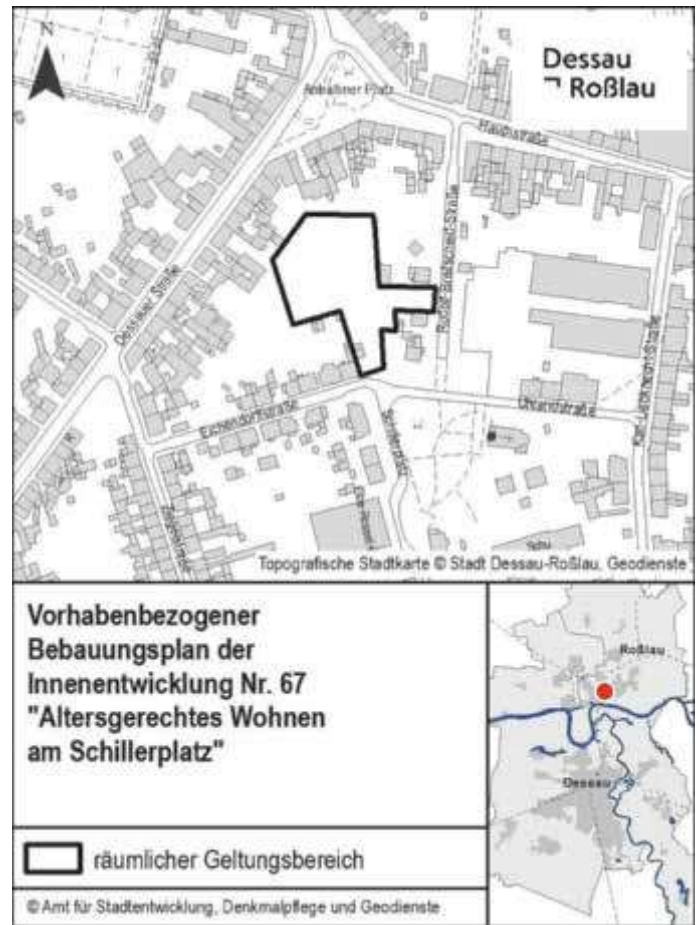 N
Dessau
Roßlau
Anhaltiner Platz
Hauptstraße
Dessauer Straße
Rudolf-Breitscheid-Straße
Karl-Liebknecht-Straße
Uhlandstraße
Eichendorffstraße
Schillerplatz
Topografische Stadtkarte © Stadt Dessau-Roßlau, Geodienste
Vorhabenbezogener
Bebauungsplan der
Innenentwicklung Nr. 67
"Altersgerechtes Wohnen
am Schillerplatz"
Roßlau
Dessau
räumlicher Geltungsbereich
© Amt für Stadtentwicklung, Denkmalpflege und Geodienste